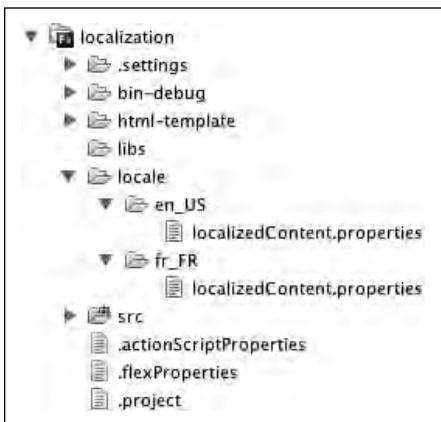 localization
.settings
bin-debug
html-template
libs
locale
en_US
localizedContent.properties
fr_FR
localizedContent.properties
src
.actionScriptProperties
.flexProperties
.project